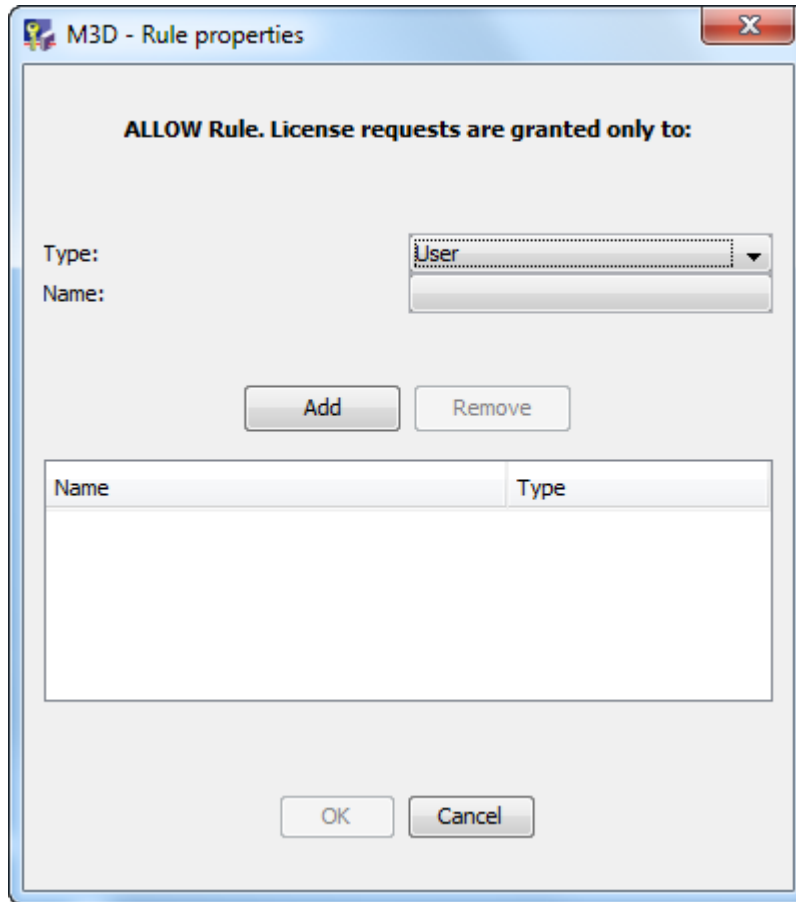 M3D - Rule properties
ALLOW Rule. License requests are granted only to:
Type: User
Name:
Add Remove
Name Type
OK Cancel